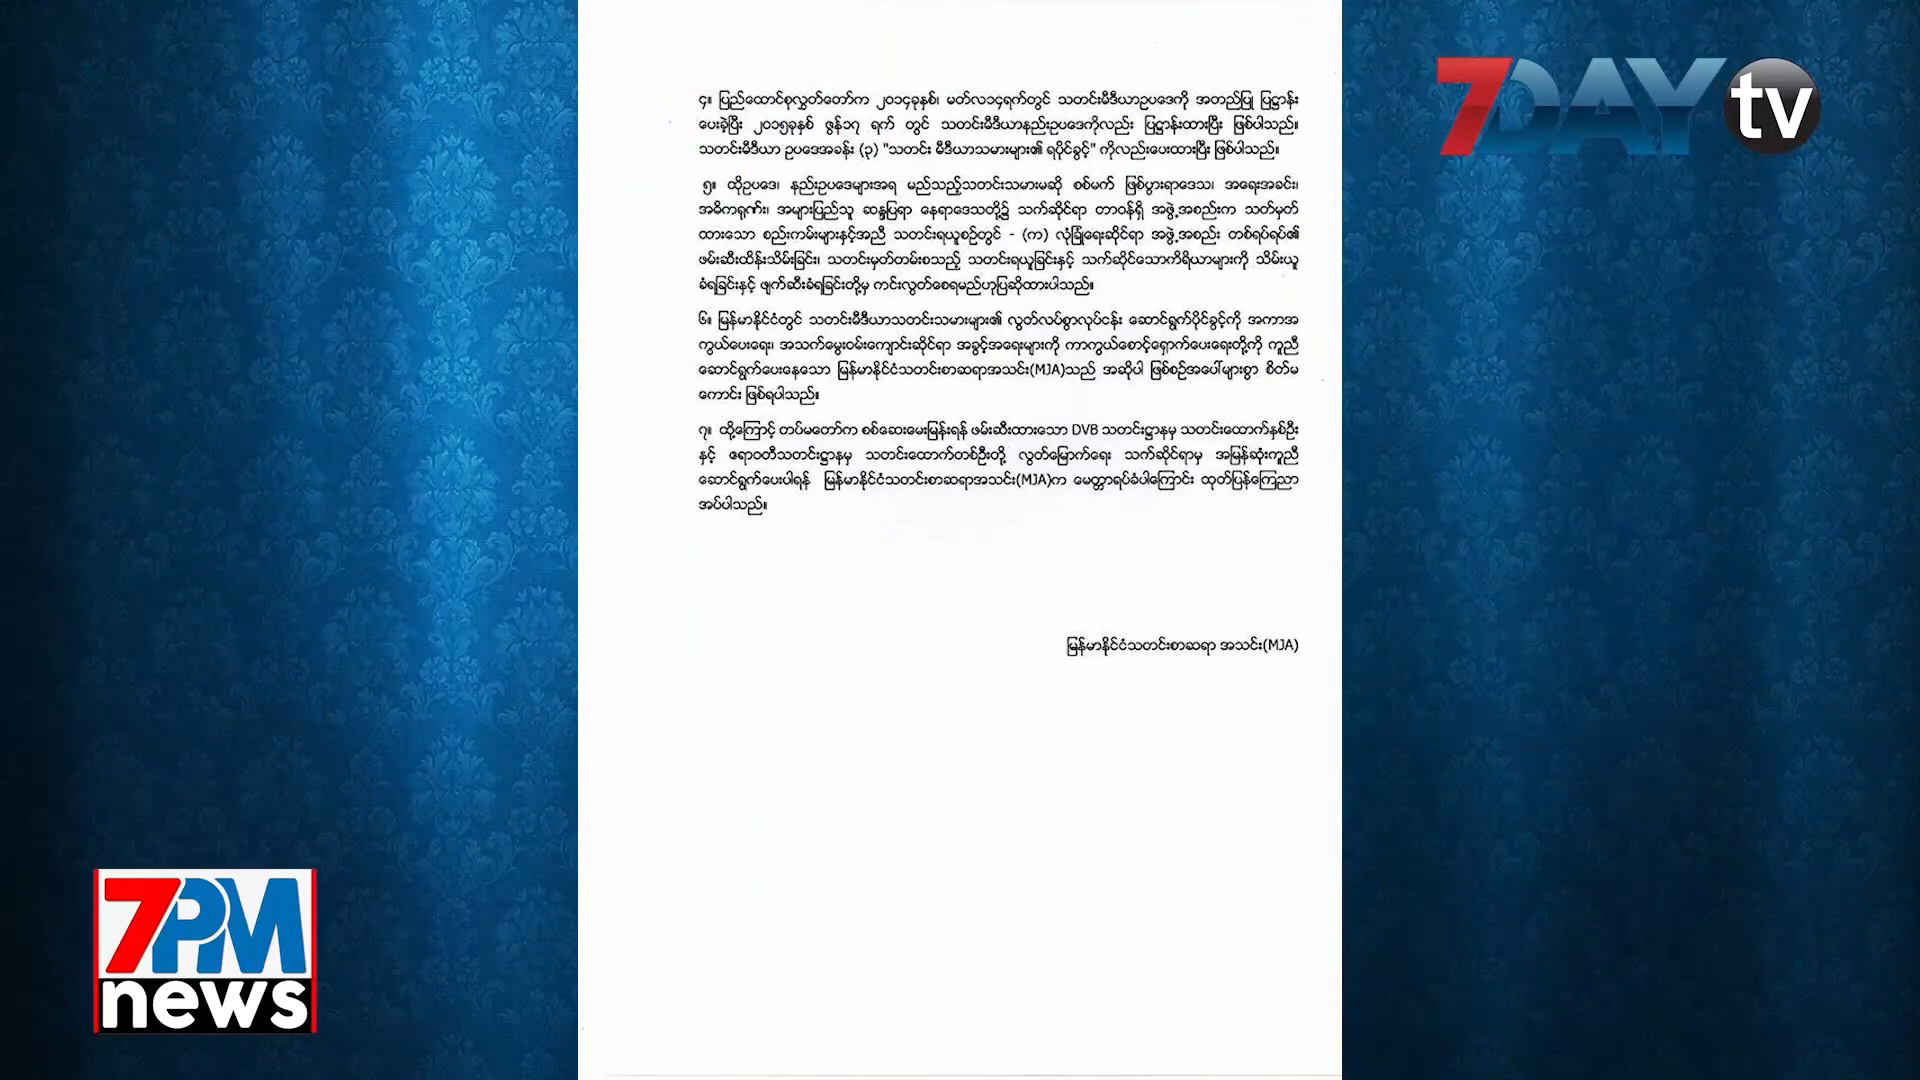 7DAY tv
၄။ ပြည်ထောင်စုလွှတ်တော်က ၂၀၁၄ခုနှစ်၊ မတ်လ၁၄ရက်တွင် သတင်းမီဒီယာဥပဒေကို အတည်ပြု ပြဋ္ဌာန်း
ပေးခဲ့ပြီး ၂၀၁၅ခုနှစ် ဇွန်၁၇ ရက် တွင် သတင်းမီဒီယာနည်းဥပဒေကိုလည်း ပြဋ္ဌာန်းထားပြီး ဖြစ်ပါသည်။
သတင်းမီဒီယာ ဥပဒေအခန်း (၃) "သတင်း မီဒီယာသမားများ၏ ရပိုင်ခွင့်" ကိုလည်းပေးထားပြီး ဖြစ်ပါသည်။
၅။ ထိုဥပဒေ၊ နည်းဥပဒေများအရ မည်သည့်သတင်းသမားမဆို စစ်မက် ဖြစ်ပွားရာဒေသ၊ အရေးအခင်း၊
အဓိကရုဏ်း၊ အများပြည်သူ ဆန္ဒပြရာ နေရာဒေသတို့၌ သက်ဆိုင်ရာ တာဝန်ရှိ အဖွဲ့အစည်းက သတ်မှတ်
ထားသော စည်းကမ်းများနှင့်အညီ သတင်းရယူစဉ်တွင် - (က) လုံခြုံရေးဆိုင်ရာ အဖွဲ့အစည်း တစ်ရပ်ရပ်၏
ဖမ်းဆီးထိန်းသိမ်းခြင်း၊ သတင်းမှတ်တမ်းစသည့် သတင်းရယူခြင်းနှင့် သက်ဆိုင်သောကိရိယာများကို သိမ်းယူ
ခံရခြင်းနှင့် ဖျက်ဆီးခံရခြင်းတို့မှ ကင်းလွတ်စေရမည်ဟုပြဆိုထားပါသည်။
၆။ မြန်မာနိုင်ငံတွင် သတင်းမီဒီယာသတင်းသမားများ၏ လွတ်လပ်စွာလုပ်ငန်း ဆောင်ရွက်ပိုင်ခွင့်ကို အကာအ
ကွယ်ပေးရေး၊ အသက်မွေးဝမ်းကျောင်းဆိုင်ရာ အခွင့်အရေးများကို ကာကွယ်စောင့်ရှောက်ပေးရေးတို့ကို ကူညီ
ဆောင်ရွက်ပေးနေသော မြန်မာနိုင်ငံသတင်းစာဆရာအသင်း(MJA)သည် အဆိုပါ ဖြစ်စဉ်အပေါ်များစွာ စိတ်မ
ကောင်း ဖြစ်ရပါသည်။
၇။ ထို့ကြောင့် တပ်မတော်က စစ်ဆေးမေးမြန်းရန် ဖမ်းဆီးထားသော DVB သတင်းဋ္ဌာနမှ သတင်းထောက်နှစ်ဦး
နှင့် ဧရာဝတီသတင်းဋ္ဌာနမှ သတင်းထောက်တစ်ဦးတို့ လွတ်မြောက်ရေး သက်ဆိုင်ရာမှ အမြန်ဆုံးကူညီ
ဆောင်ရွက်ပေးပါရန် မြန်မာနိုင်ငံသတင်းစာဆရာအသင်း(MJA)က မေတ္တာရပ်ခံပါကြောင်း ထုတ်ပြန်ကြေညာ
အပ်ပါသည်။
မြန်မာနိုင်ငံသတင်းစာဆရာ အသင်း(MJA)
7PM
news